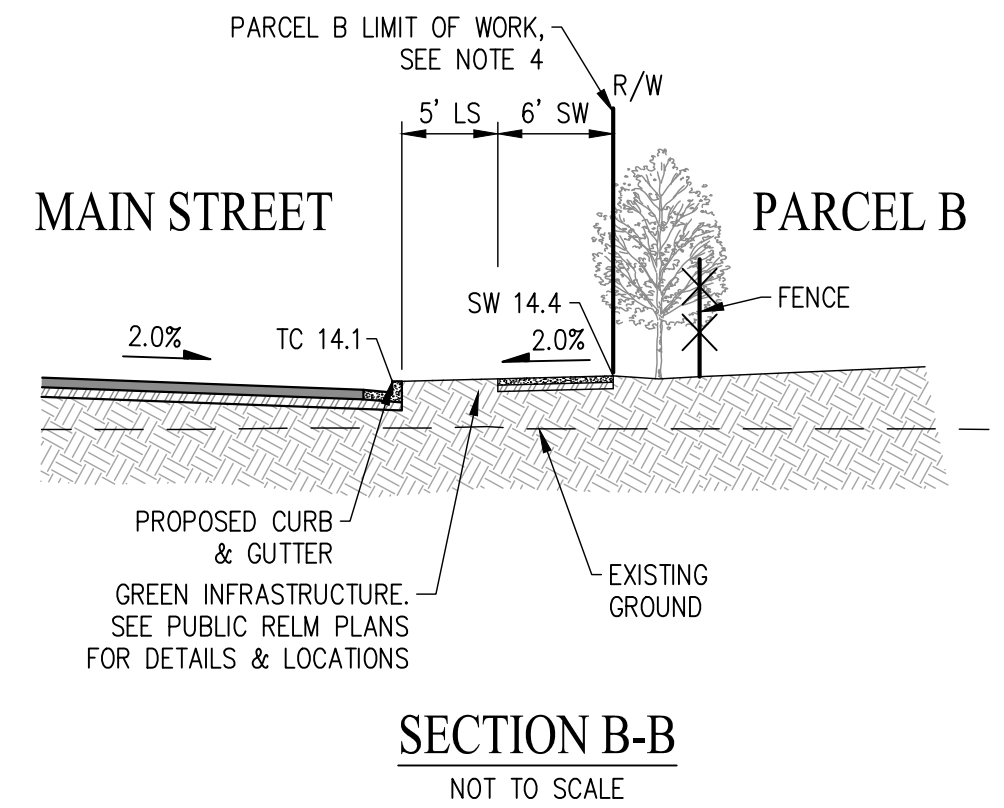 PARCEL B LIMIT OF WORK,
SEE NOTE 4
R/W
5' LS
6' SW
MAIN STREET
PARCEL B
SW 14.4
FENCE
2.0%
TC 14.1
2.0%
PROPOSED CURB
& GUTTER
GREEN INFRASTRUCTURE.
SEE PUBLIC RELM PLANS
FOR DETAILS & LOCATIONS
EXISTING
GROUND
SECTION B-B
NOT TO SCALE